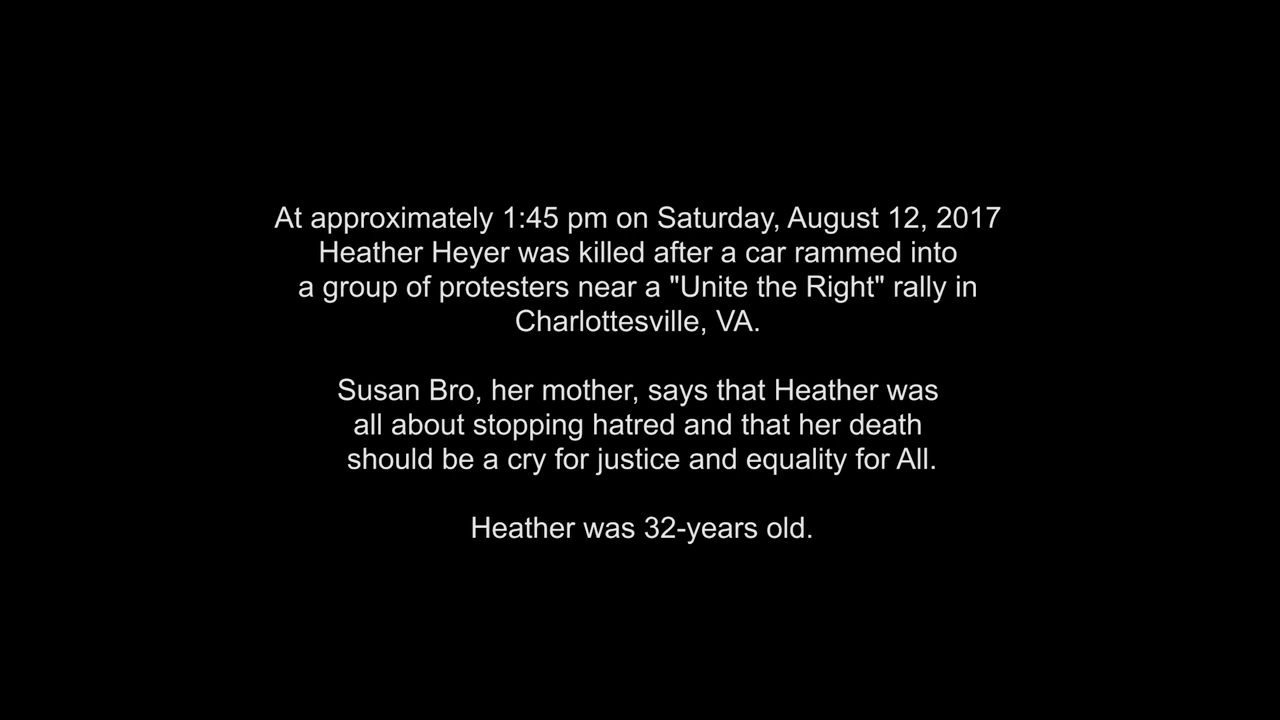 At approximately 1:45 pm on Saturday, August 12, 2017
Heather Heyer was killed after a car rammed into
a group of protesters near a "Unite the Right" rally in
Charlottesville, VA.
Susan Bro, her mother, says that Heather was
all about stopping hatred and that her death
should be a cry for justice and equality for All.
Heather was 32-years old.